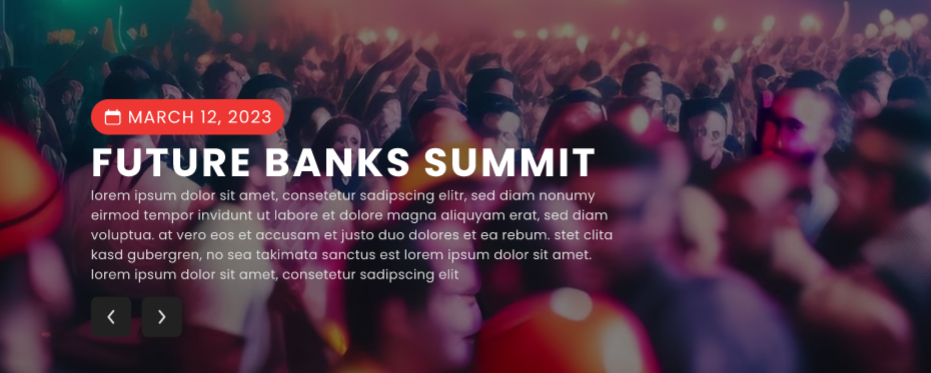 MARCH 12, 2023
FUTURE BANKS SUMMIT
lorem ipsum dolor sit amet, consetetur sadipscing elitr, sed diam nonumy
eirmod tempor invidunt ut labore et dolore magna aliquyam erat, sed diam
voluptua. at vero eos et accusam et justo duo dolores et ea rebum. stet clita
kasd gubergren, no sea takimata sanctus est lorem ipsum dolor sit amet.
lorem ipsum dolor sit amet, consetetur sadipscing elit